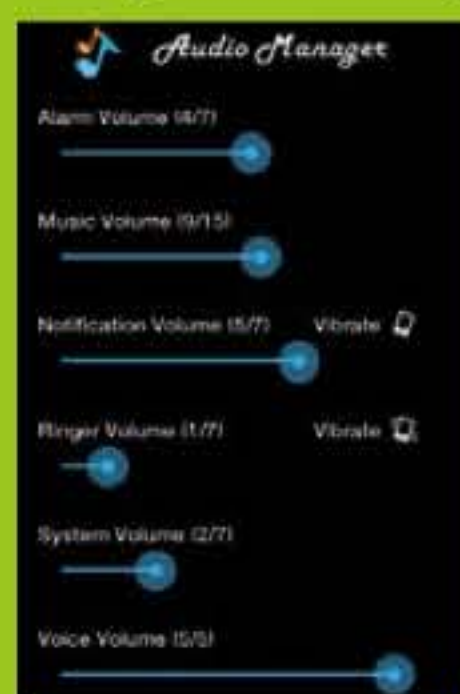 Audio Manager
Alarm Volume (4/7)
Music Volume (9/15)
Notification Volume (5/7) Vibrate
Ringer Volume (1/7) Vibrate
System Volume (2/7)
Voice Volume (5/5)